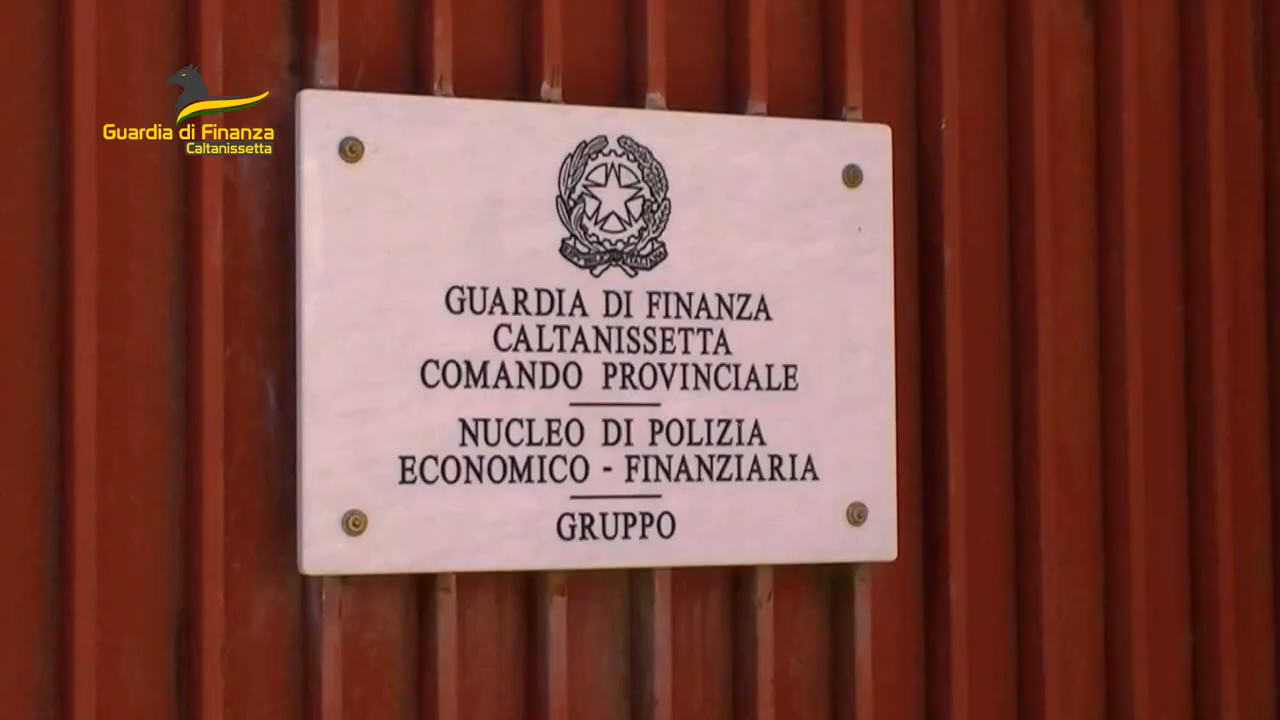 Guardia di Finanza
Caltanissetta
GUARDIA DI FINANZA
CALTANISSETTA
COMANDO PROVINCIALE
NUCLEO DI POLIZIA
ECONOMICO - FINANZIARIA
GRUPPO